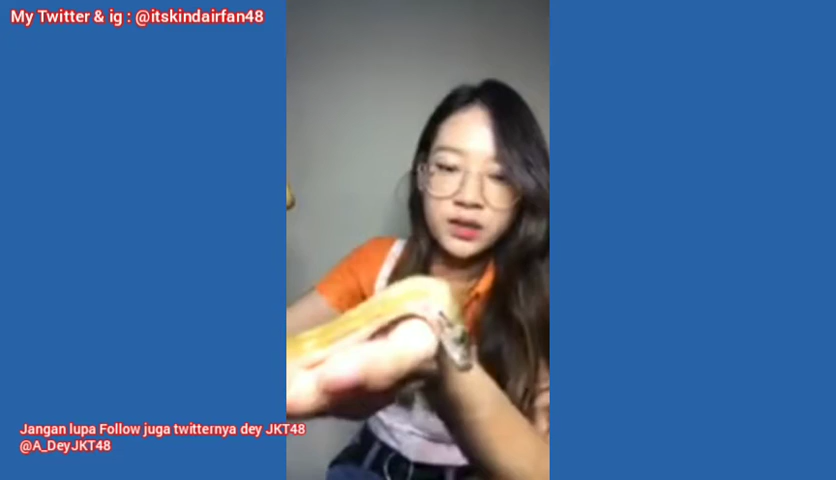 My Twitter & ig : @itskindairfan48
Jangan lupa Follow juga twitternya dey JKT48
@A_DeyJKT48